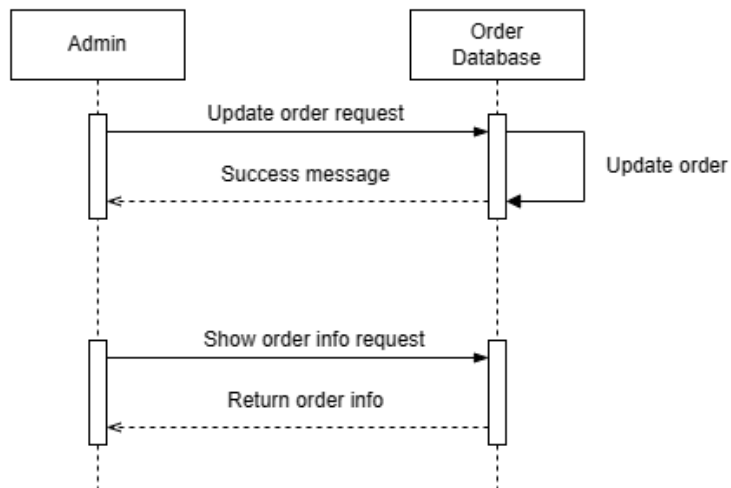 Admin
Order
Database
Update order request
Update order
Success message
Show order info request
Return order info